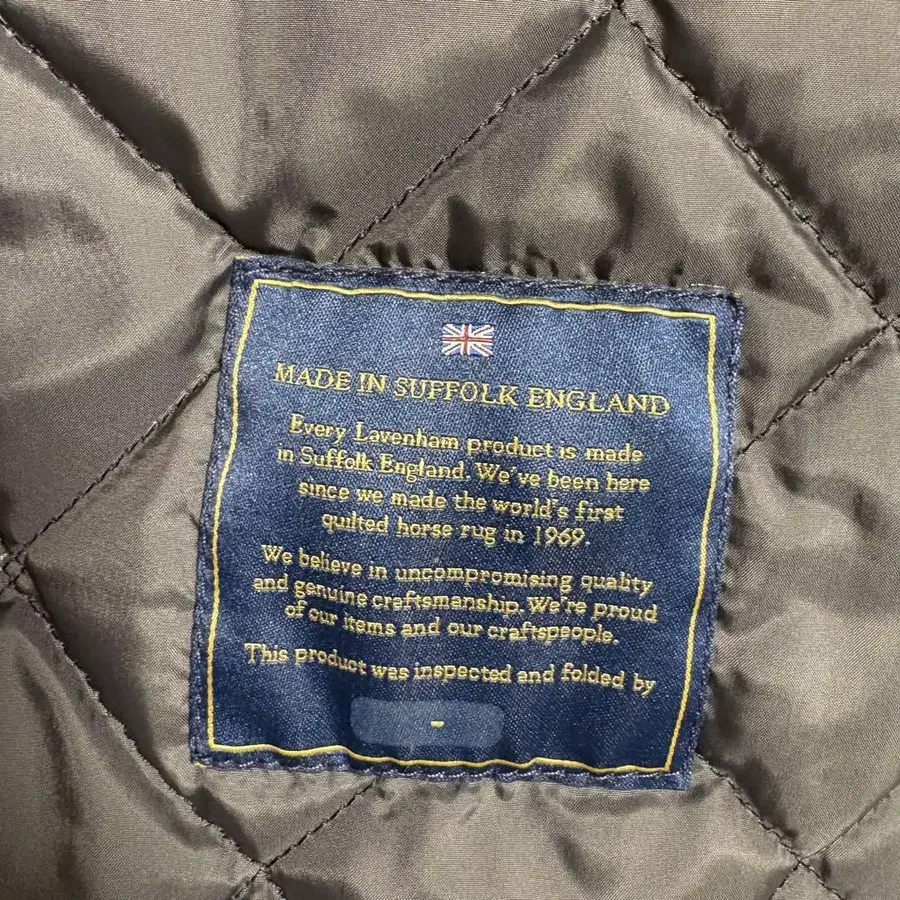 MADE IN SUFFOLK ENGLAND
Every Lavenham product is made
in Suffolk England. We've been here
since we made the world's first
quilted horse rug in 1969.
We believe in uncompromising quality
and genuine craftsmanship. We're proud
of our items and our craftspeople.
This product was inspected and folded by